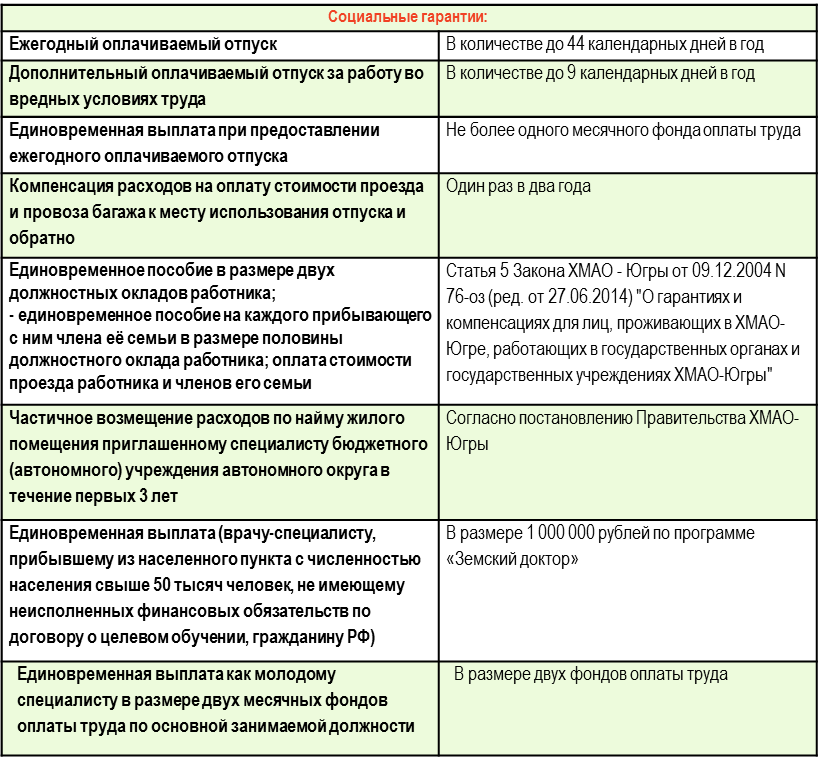 Социальные гарантии:
Ежегодный оплачиваемый отпуск
В количестве до 44 календарных дней в год
Дополнительный оплачиваемый отпуск за работу во
вредных условиях труда
В количестве до 9 календарных дней в год
Единовременная выплата при предоставлении
ежегодного оплачиваемого отпуска
Не более одного месячного фонда оплаты труда
Компенсация расходов на оплату стоимости проезда
и провоза багажа к месту использования отпуска и
обратно
Один раз в два года
Единовременное пособие в размере двух
должностных окладов работника;
- единовременное пособие на каждого прибывающего
с ним члена её семьи в размере половины
должностного оклада работника; оплата стоимости
проезда работника и членов его семьи
Статья 5 Закона ХМАО - Югры от 09.12.2004 N
76-оз (ред. от 27.06.2014) "О гарантиях и
компенсациях для лиц, проживающих в ХМАО-
Югре, работающих в государственных органах и
государственных учреждениях ХМАО-Югры"
Частичное возмещение расходов по найму жилого
помещения приглашенному специалисту бюджетного
(автономного) учреждения автономного округа в
течение первых 3 лет
Согласно постановлению Правительства ХМАО-
Югры
Единовременная выплата (врачу-специалисту,
прибывшему из населенного пункта с численностью
населения свыше 50 тысяч человек, не имеющему
неисполненных финансовых обязательств по
договору о целевом обучении, гражданину РФ)
В размере 1 000 000 рублей по программе
«Земский доктор»
Единовременная выплата как молодому
специалисту в размере двух месячных фондов
оплаты труда по основной занимаемой должности
В размере двух фондов оплаты труда